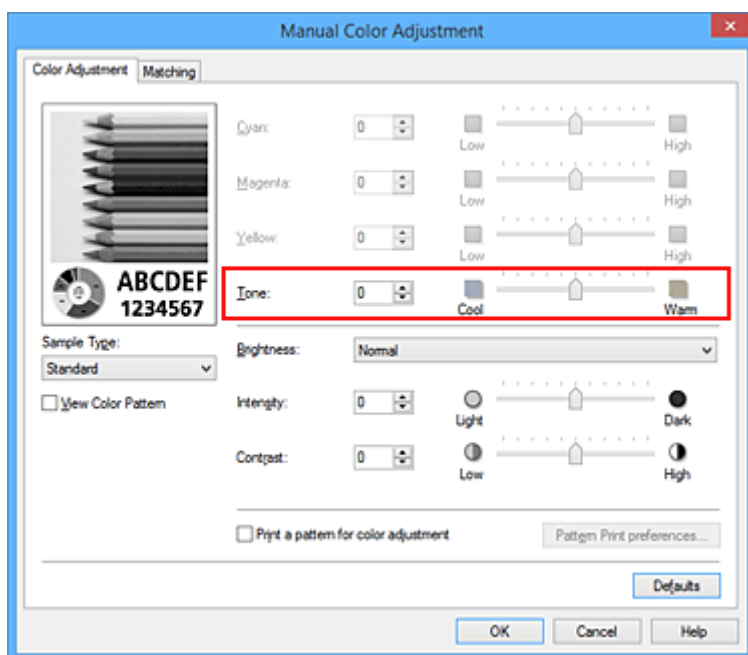 Manual Color Adjustment
Color Adjustment Matching
Cyan: 0 Low High
Magenta: 0 Low High
Yellow: 0 Low High
ABCDEF
1234567
Tone: 0 Cool Warm
Sample Type:
Standard
View Color Pattern
Brightness: Normal
Intensity: 0 Light Dark
Contrast: 0 Low High
Print a pattern for color adjustment Pattern Print preferences...
Defaults
OK Cancel Help